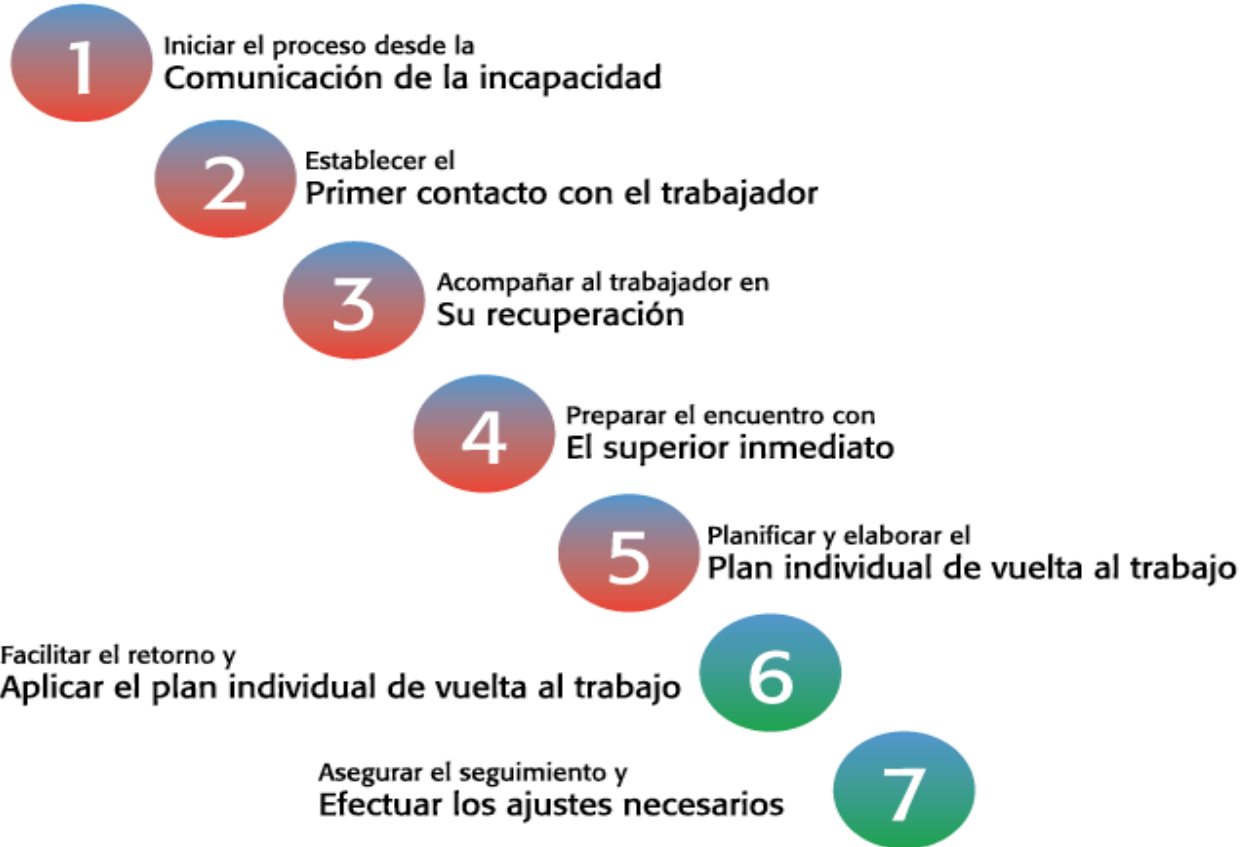 1
Iniciar el proceso desde la
Comunicación de la incapacidad
2
Establecer el
Primer contacto con el trabajador
3
Acompañar al trabajador en
Su recuperación
4
Preparar el encuentro con
El superior inmediato
5
Planificar y elaborar el
Plan individual de vuelta al trabajo
Facilitar el retorno y
Aplicar el plan individual de vuelta al trabajo
6
Asegurar el seguimiento y
Efectuar los ajustes necesarios
7